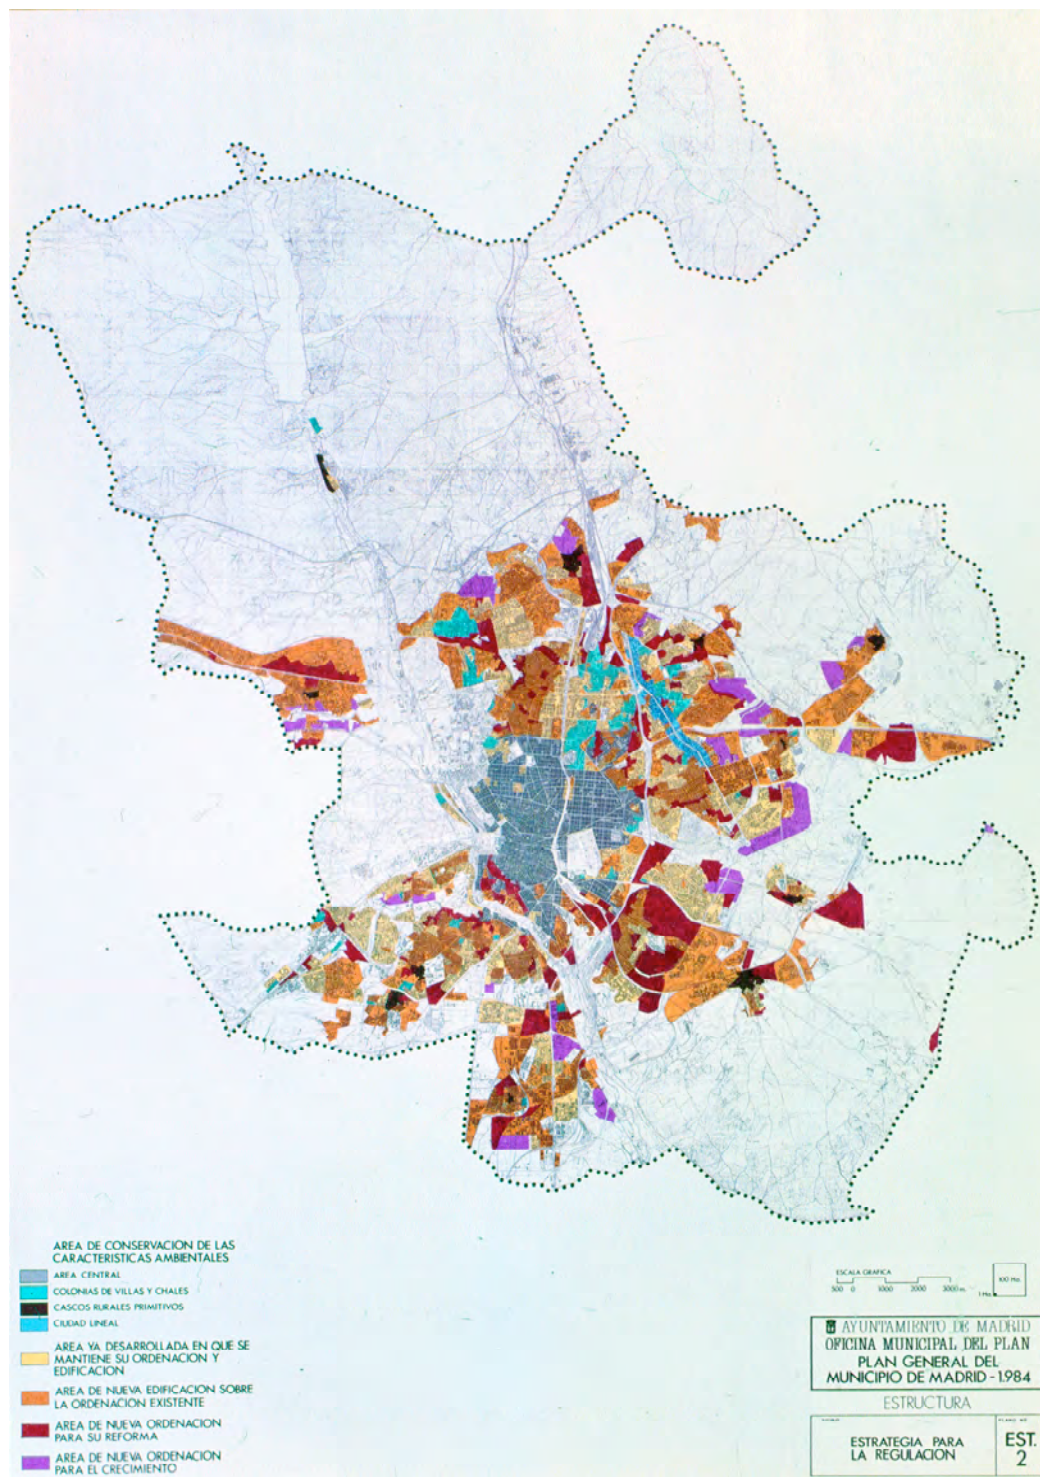 AREA DE CONSERVACION DE LAS
CARACTERISTICAS AMBIENTALES
AREA CENTRAL
COLONIAS DE VILLAS Y CHALES
CASCOS RURALES PRIMITIVOS
CIUDAD LINEAL
AREA YA DESARROLLADA EN QUE SE
MANTIENE SU ORDENACION Y
EDIFICACION
AREA DE NUEVA EDIFICACION SOBRE
LA ORDENACION EXISTENTE
AREA DE NUEVA ORDENACION
PARA SU REFORMA
AREA DE NUEVA ORDENACION
PARA EL CRECIMIENTO
ESCALA GRAFICA
500 0 1000 2000 3000 m.
1 Ha.
100 Ha.
AYUNTAMIENTO DE MADRID
OFICINA MUNICIPAL DEL PLAN
PLAN GENERAL DEL
MUNICIPIO DE MADRID - 1.984
ESTRUCTURA
ESTRATEGIA PARA
LA REGULACION
EST.
2